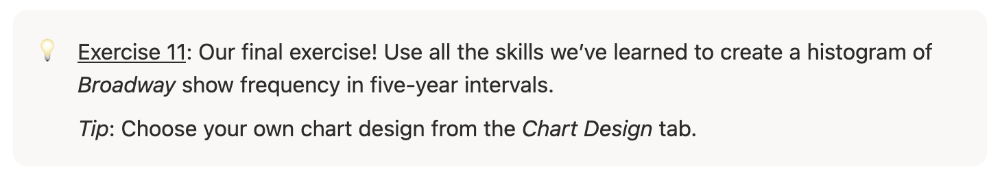 Exercise 11: Our final exercise! Use all the skills we’ve learned to create a histogram of
Broadway show frequency in five-year intervals.
Tip: Choose your own chart design from the Chart Design tab.